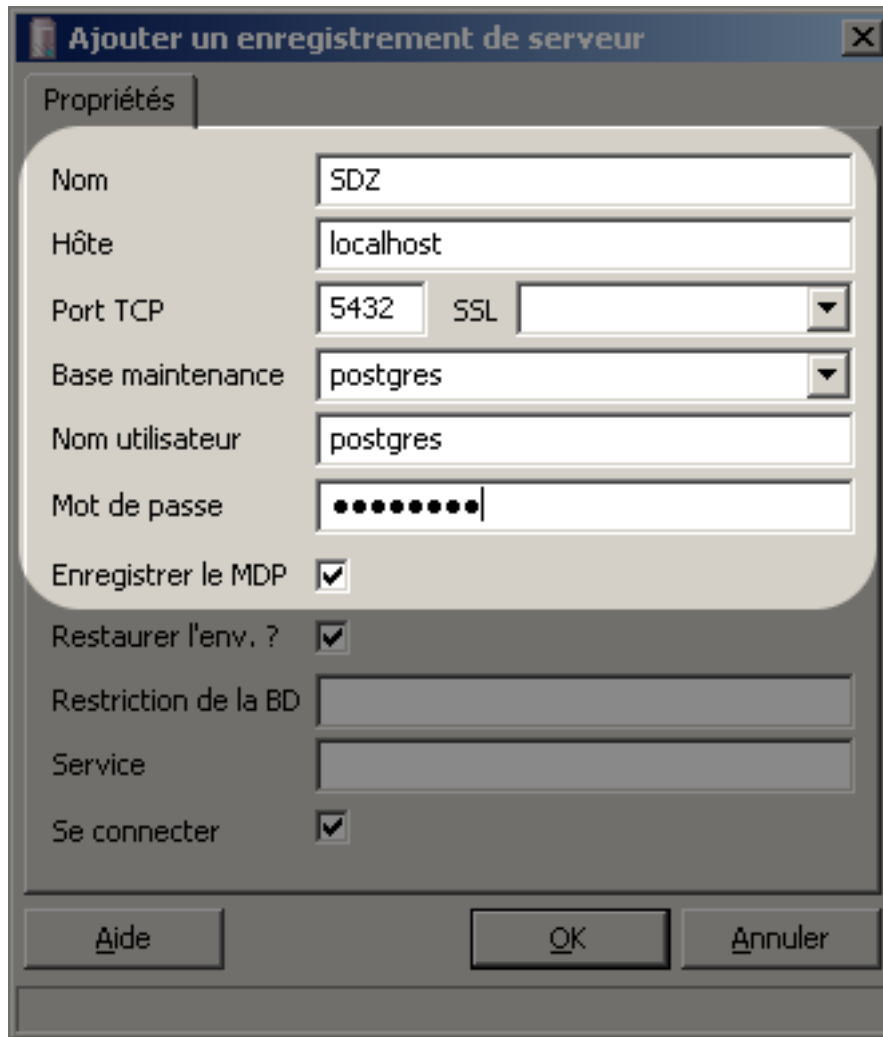 Ajouter un enregistrement de serveur
Propriétés
Nom SDZ
Hôte localhost
Port TCP 5432 SSL
Base maintenance postgres
Nom utilisateur postgres
Mot de passe ●●●●●●●●
Enregistrer le MDP
Restaurer l'env. ?
Restriction de la BD
Service
Se connecter
Aide OK Annuler